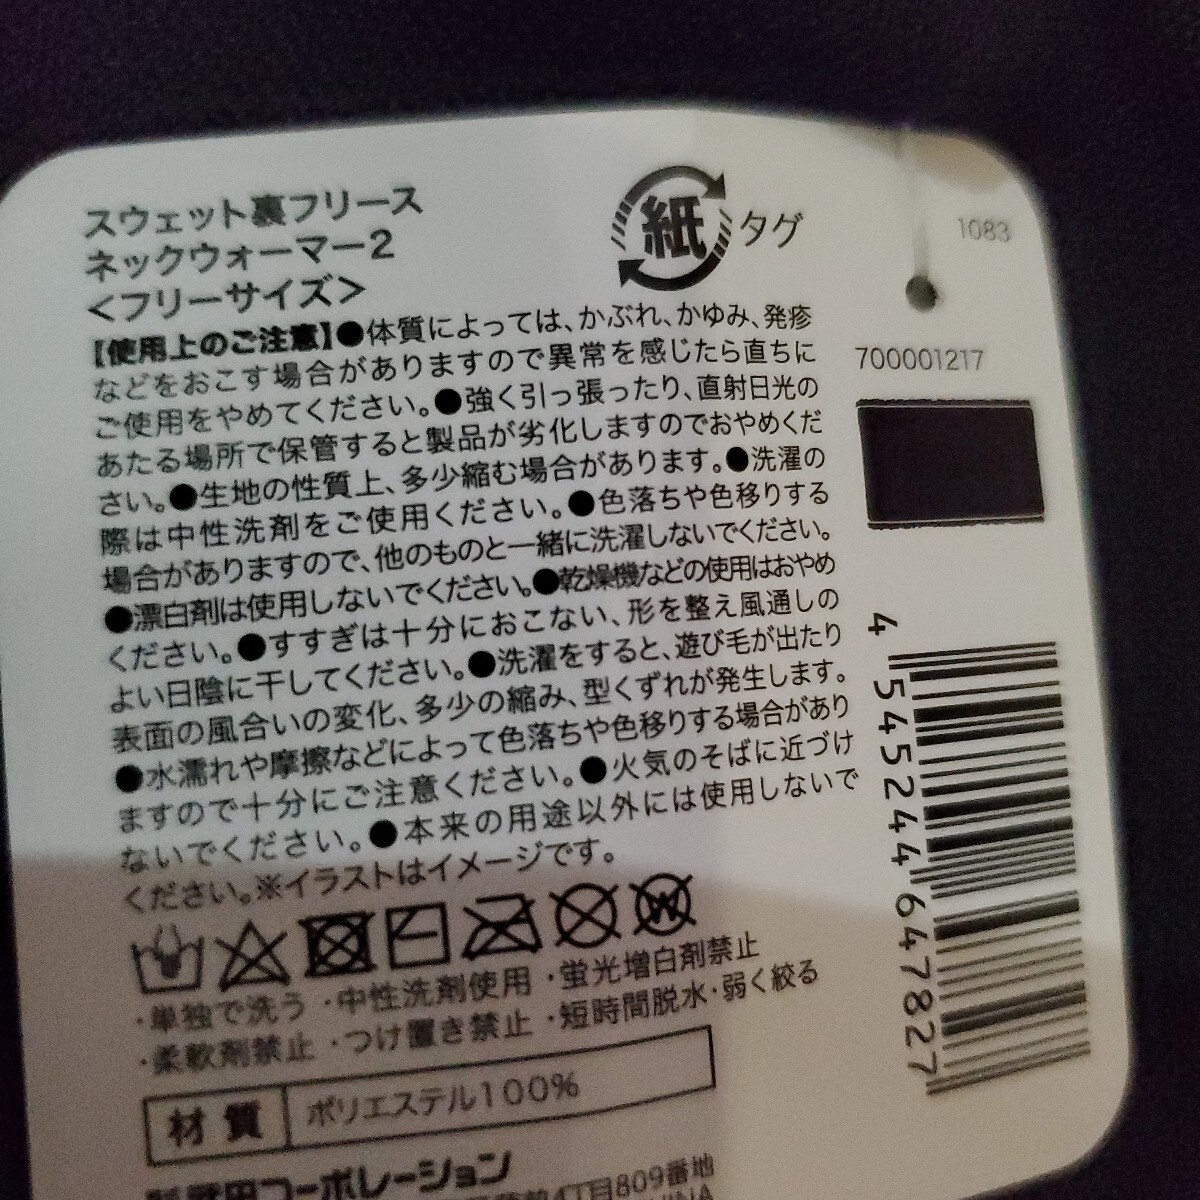 スウェット裏フリース
ネックウォーマー2
<フリーサイズ>
紙 タグ
1083
700001217
【使用上のご注意】●体質によっては、かぶれ、かゆみ、発疹
などをおこす場合がありますので異常を感じたら直ちに
ご使用をやめてください。●強く引っ張ったり、直射日光の
あたる場所で保管すると製品が劣化しますのでおやめくだ
さい。●生地の性質上、多少縮む場合があります。●洗濯の
際は中性洗剤をご使用ください。●色落ちや色移りする
場合がありますので、他のものと一緒に洗濯しないでください。
●漂白剤は使用しないでください。●乾燥機などの使用はおやめ
ください。●すすぎは十分におこない、形を整え風通しの
よい日陰に干してください。●洗濯をすると、遊び毛が出たり
表面の風合いの変化、多少の縮み、型くずれが発生します。
●水濡れや摩擦などによって色落ちや色移りする場合があり
ますので十分にご注意ください。●火気のそばに近づけ
ないでください。●本来の用途以外には使用しないで
ください。※イラストはイメージです。
W
・単独で洗う ・中性洗剤使用 ・蛍光増白剤禁止
・柔軟剤禁止 ・つけ置き禁止 ・短時間脱水・弱く絞る
材質 ポリエステル100%
武田コーポレーション
4丁目809番地
4 545244 647827